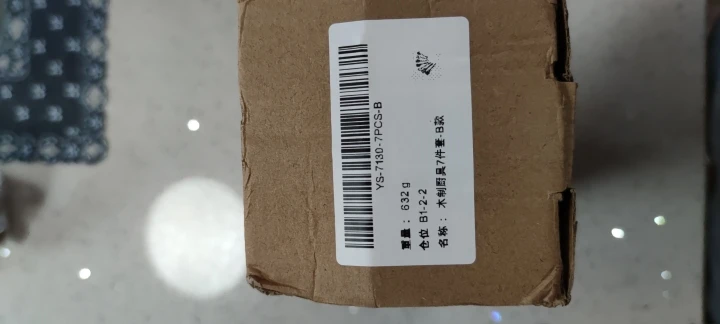 YS-7130-7PCS-B
重量： 632 g
仓位 B1-2-2
名称： 木制厨具7件套-B款